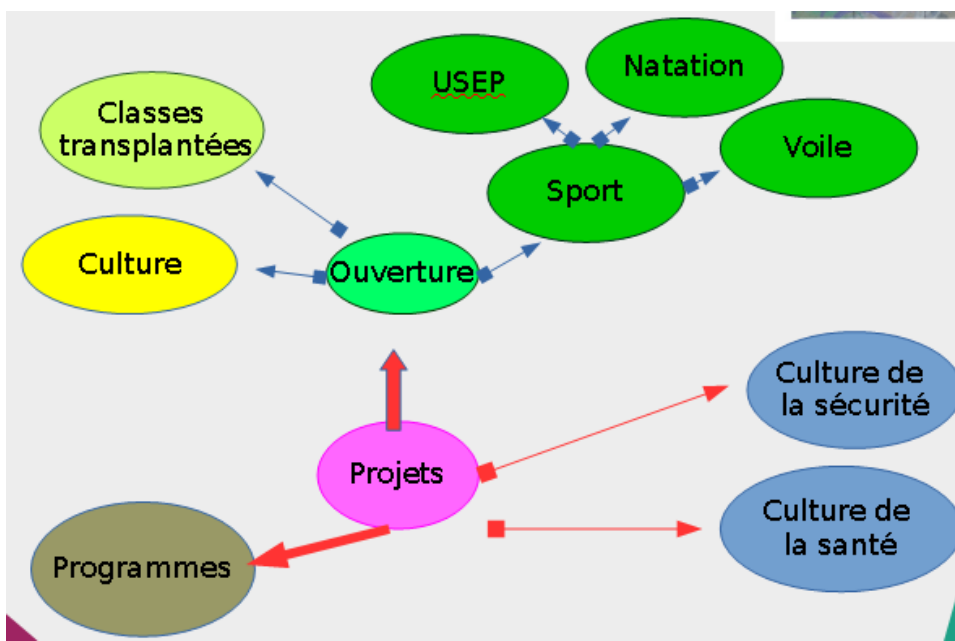 USEP
Natation
Classes
transplantées
Voile
Sport
Culture
Ouverture
Culture de
la sécurité
Projets
Culture de
la santé
Programmes